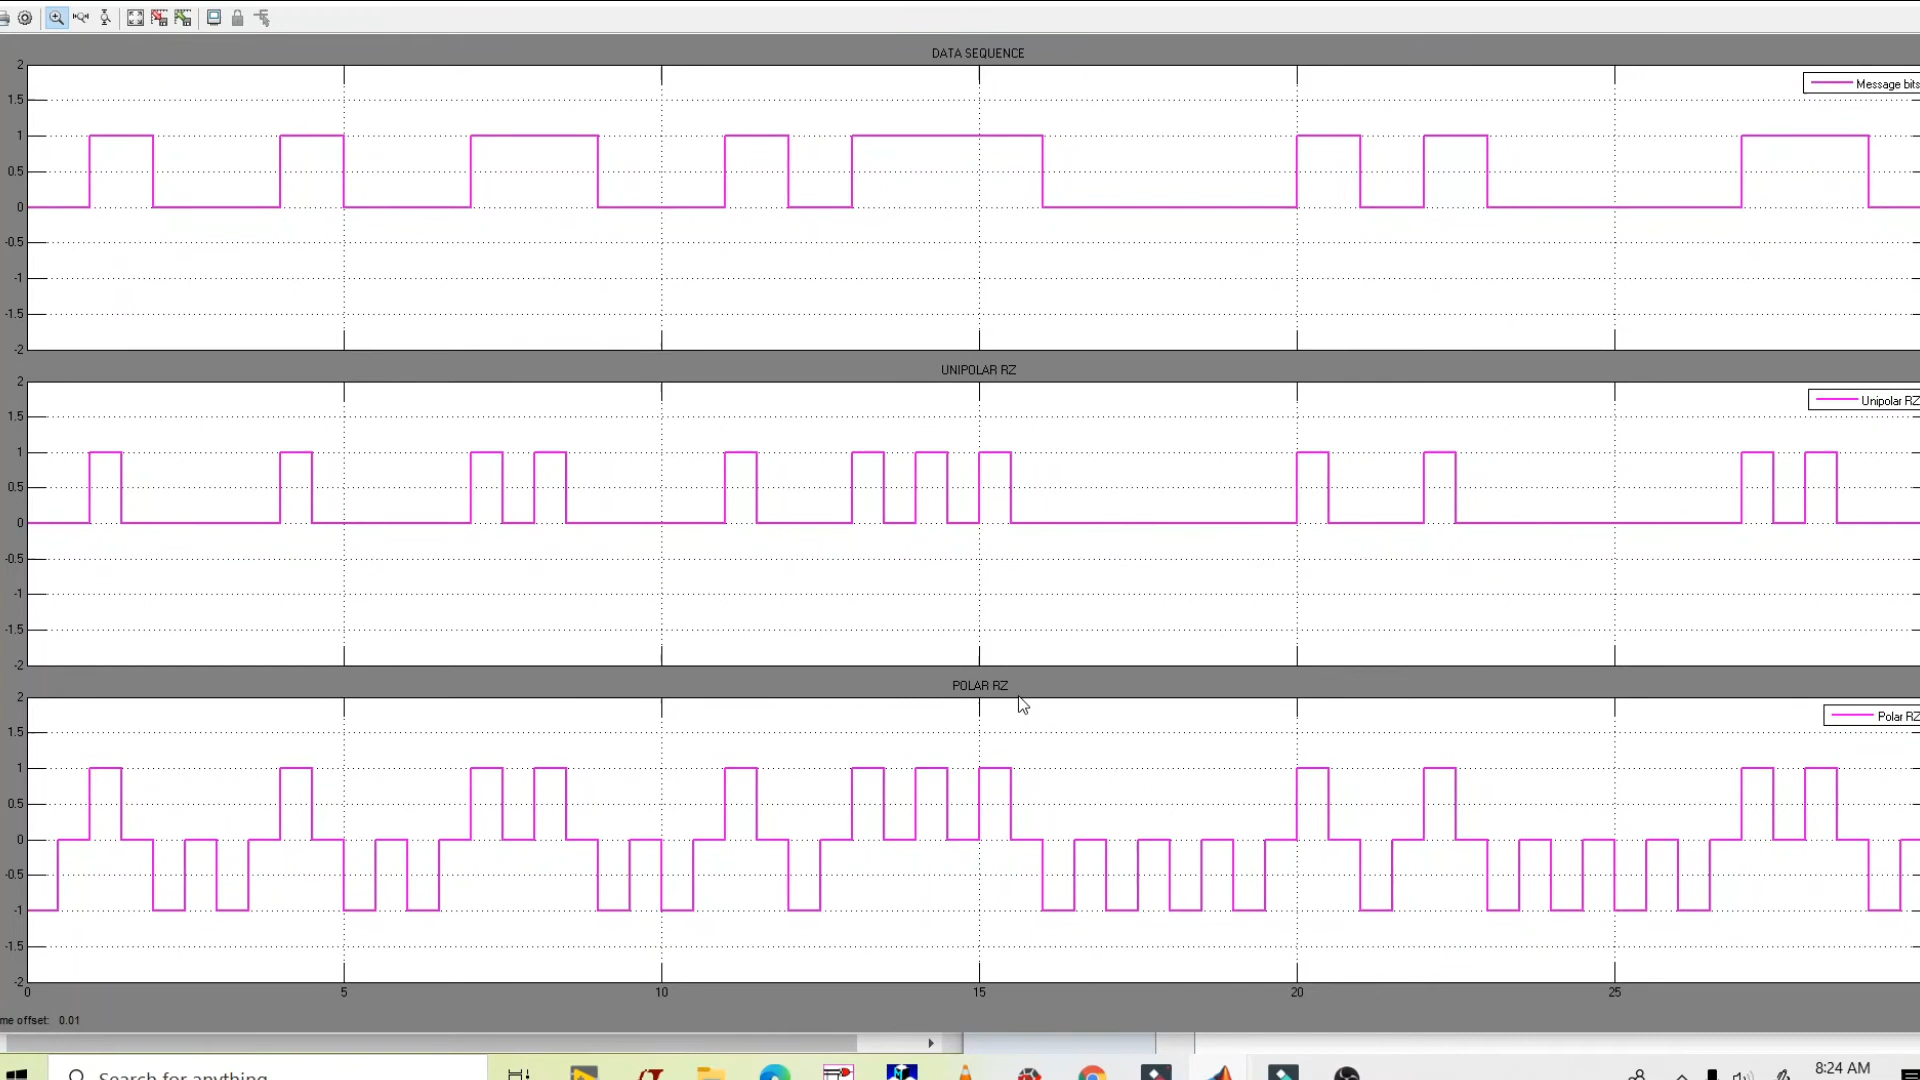 DATA SEQUENCE
2
1.5
1
0.5
0
-0.5
-1
-1.5
-2
Message bits
UNIPOLAR RZ
2
1.5
1
0.5
0
-0.5
-1
-1.5
-2
Unipolar RZ
POLAR RZ
2
1.5
1
0.5
0
-0.5
-1
-1.5
-2
Polar RZ
0 5 10 15 20 25
me offset: 0.01
Search for anything
8:24 AM